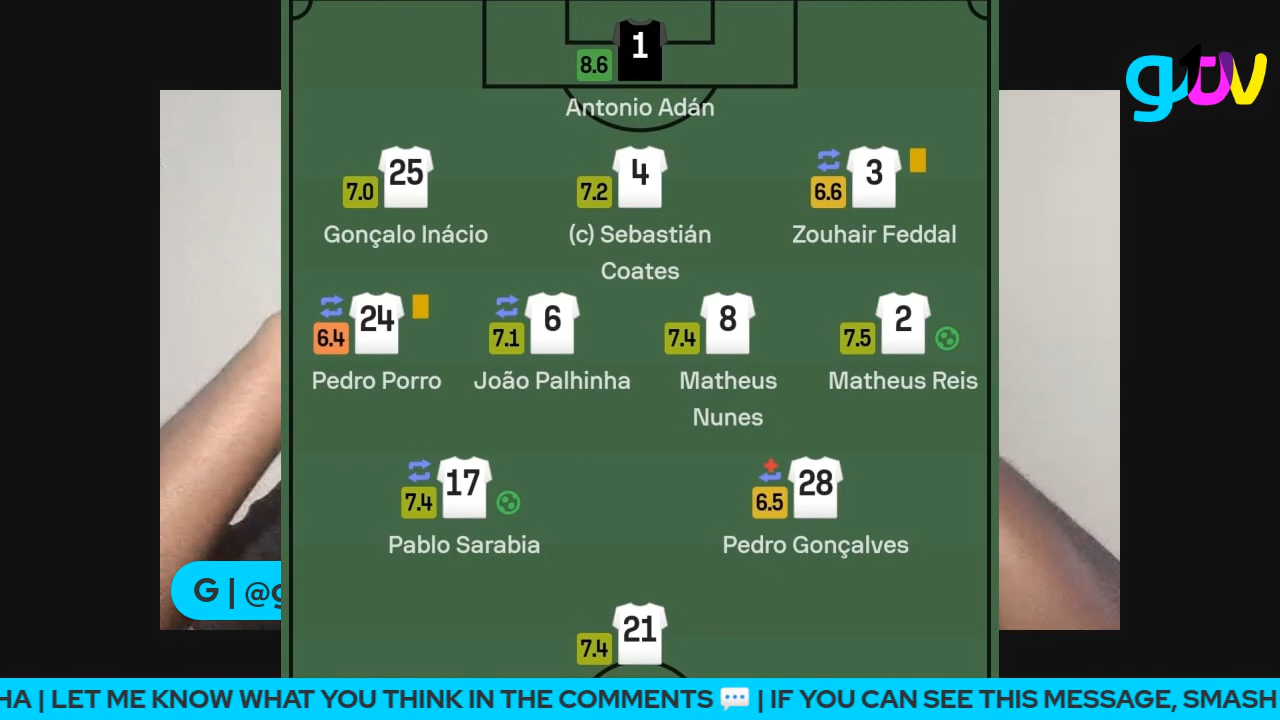 1
8.6
gtv
Antonio Adán
25
4
3
7.0
7.2
6.6
Gonçalo Inácio
(c) Sebastián
Coates
Zouhair Feddal
24
6
8
2
6.4
7.1
7.4
7.5
Pedro Porro
João Palhinha
Matheus
Nunes
Matheus Reis
17
28
7.4
6.5
Pablo Sarabia
Pedro Gonçalves
G | @g
21
7.4
HA | LET ME KNOW WHAT YOU THINK IN THE COMMENTS 💬 | IF YOU CAN SEE THIS MESSAGE, SMASH